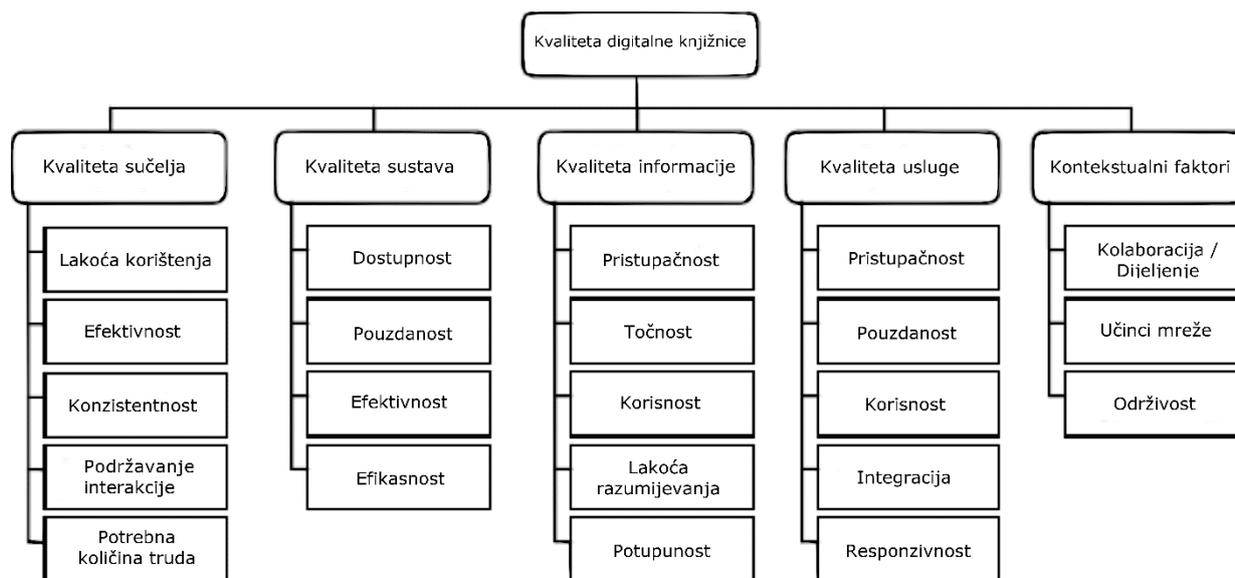 Kvaliteta digitalne knjižnice
Kvaliteta sučelja
Lakoća korištenja
Efektivnost
Konzistentnost
Podržavanje
interakcije
Potrebna
količina truda
Kvaliteta sustava
Dostupnost
Pouzdanost
Efektivnost
Efikasnost
Kvaliteta informacije
Pristupačnost
Točnost
Korisnost
Lakoća
razumijevanja
Potupunost
Kvaliteta usluge
Pristupačnost
Pouzdanost
Korisnost
Integracija
Responzivnost
Kontekstualni faktori
Kolaboracija /
Dijeljenje
Učinci mreže
Održivost